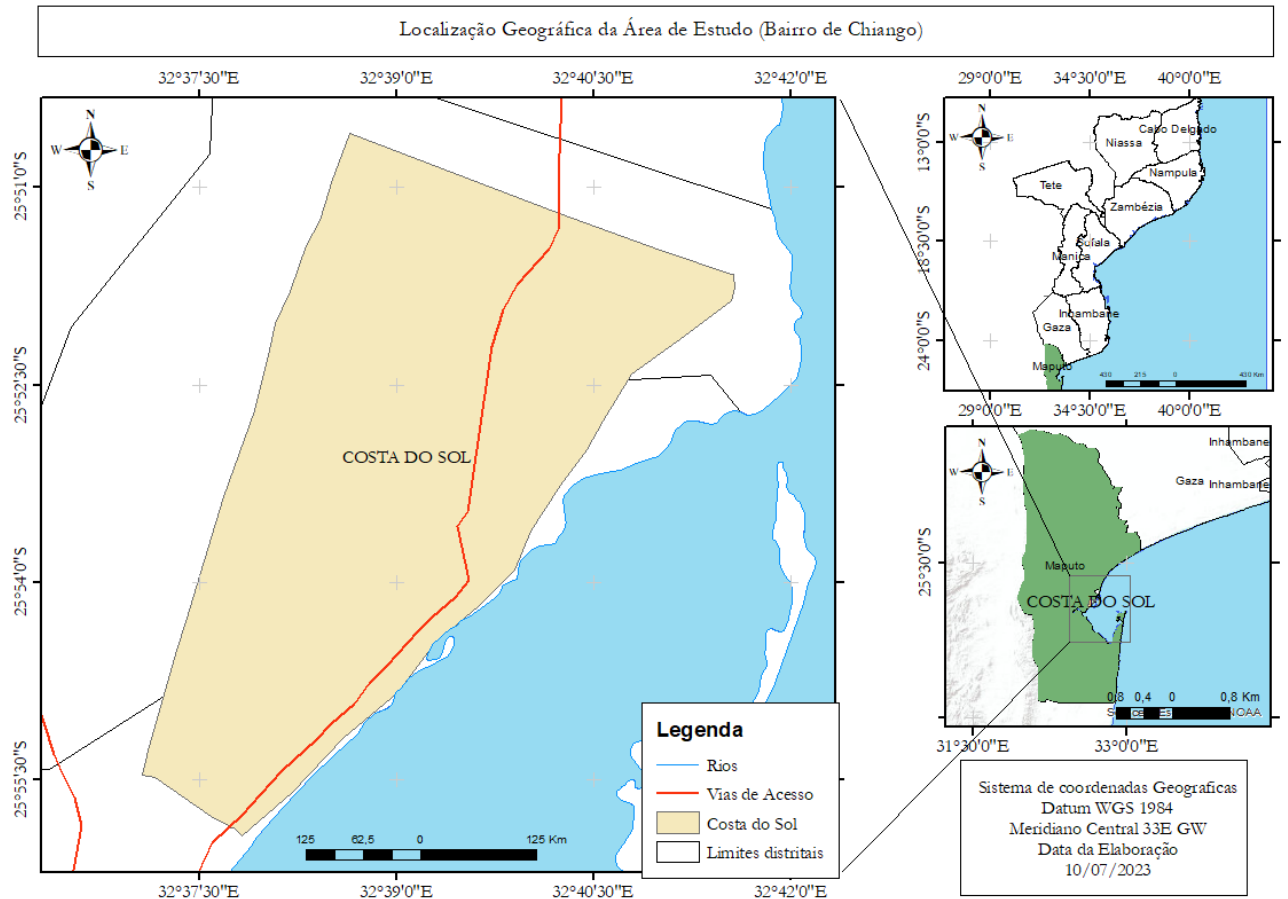 Localização Geográfica da Área de Estudo (Bairro de Chiango)
32°37'30"E 32°39'0"E 32°40'30"E 32°42'0"E
25°51'0"S
25°52'30"S
25°54'0"S
25°55'30"S
N
W E
S
COSTA DO SOL
Legenda
Rios
Vias de Acesso
Costa do Sol
Limites distritais
125 62,5 0 125 Km
32°37'30"E 32°39'0"E 32°40'30"E 32°42'0"E
29°0'0"E 34°30'0"E 40°0'0"E
13°0'0"S
18°30'0"S
24°0'0"S
N
W E
S
Cabo Delgado
Niassa
Nampula
Tete
Zambézia
Sofala
Manica
Inhambane
Gaza
Maputo
430 215 0 430 Km
29°0'0"E 34°30'0"E 40°0'0"E
25°30'0"S
N
W E
S
Inhambane
Gaza Inhambane
Maputo
COSTA DO SOL
0,8 0,4 0 0,8 Km
NOAA
31°30'0"E 33°0'0"E
Sistema de coordenadas Geograficas
Datum WGS 1984
Meridiano Central 33E GW
Data da Elaboração
10/07/2023